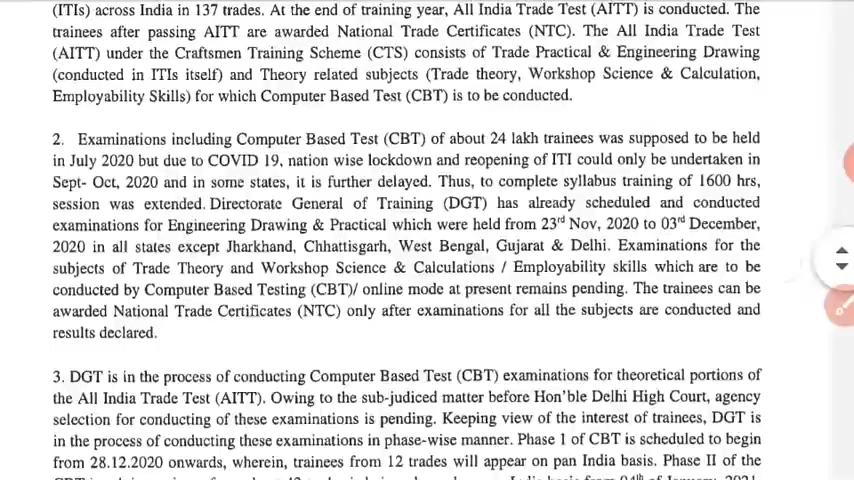 (ITIs) across India in 137 trades. At the end of training year, All India Trade Test (AITT) is conducted. The
trainees after passing AITT are awarded National Trade Certificates (NTC). The All India Trade Test
(AITT) under the Craftsmen Training Scheme (CTS) consists of Trade Practical & Engineering Drawing
(conducted in ITIs itself) and Theory related subjects (Trade theory, Workshop Science & Calculation,
Employability Skills) for which Computer Based Test (CBT) is to be conducted.
2. Examinations including Computer Based Test (CBT) of about 24 lakh trainees was supposed to be held
in July 2020 but due to COVID 19, nation wise lockdown and reopening of ITI could only be undertaken in
Sept- Oct, 2020 and in some states, it is further delayed. Thus, to complete syllabus training of 1600 hrs,
session was extended. Directorate General of Training (DGT) has already scheduled and conducted
examinations for Engineering Drawing & Practical which were held from 23rd Nov, 2020 to 03rd December,
2020 in all states except Jharkhand, Chhattisgarh, West Bengal, Gujarat & Delhi. Examinations for the
subjects of Trade Theory and Workshop Science & Calculations / Employability skills which are to be
conducted by Computer Based Testing (CBT)/ online mode at present remains pending. The trainees can be
awarded National Trade Certificates (NTC) only after examinations for all the subjects are conducted and
results declared.
3. DGT is in the process of conducting Computer Based Test (CBT) examinations for theoretical portions of
the All India Trade Test (AITT). Owing to the sub-judiced matter before Hon'ble Delhi High Court, agency
selection for conducting of these examinations is pending. Keeping view of the interest of trainees, DGT is
in the process of conducting these examinations in phase-wise manner. Phase 1 of CBT is scheduled to begin
from 28.12.2020 onwards, wherein, trainees from 12 trades will appear on pan India basis. Phase II of the